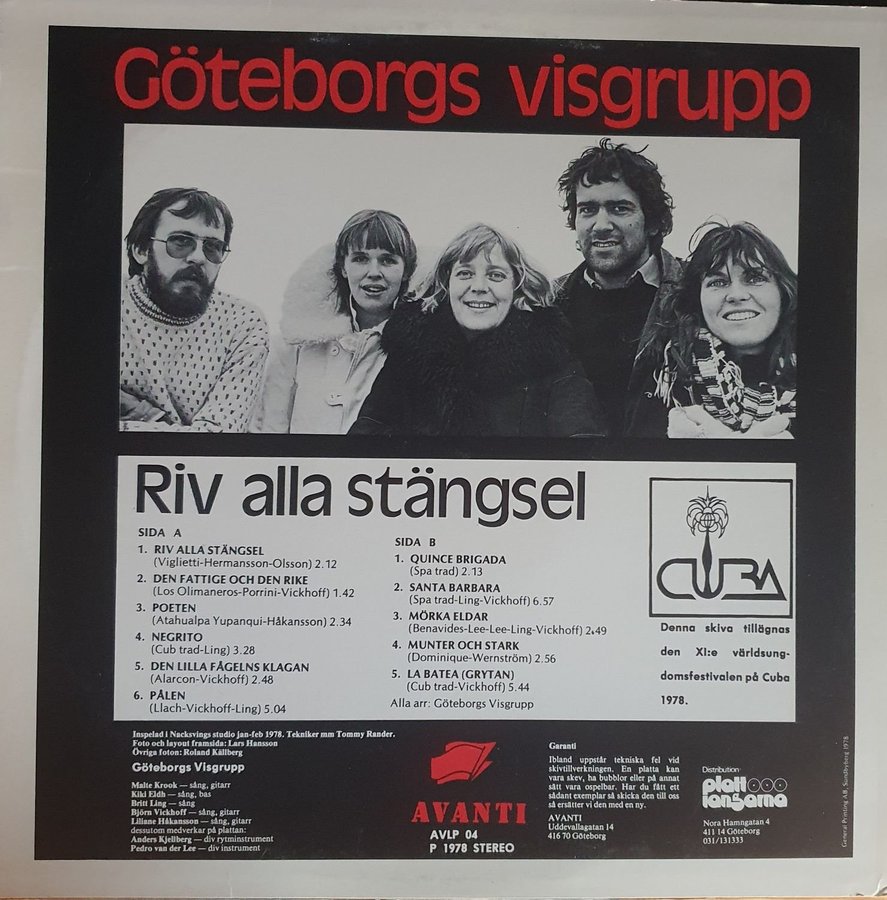 Göteborgs visgrupp
Riv alla stängsel
SIDA A
1. RIV ALLA STÄNGSEL
(Viglietti-Hermansson-Olsson) 2.12
2. DEN FATTIGE OCH DEN RIKE
(Los Olimaneros-Porrini-Vickhoff) 1.42
3. POETEN
(Atahualpa Yupanqui-Håkansson) 2.34
4. NEGRITO
(Cub trad-Ling) 3.28
5. DEN LILLA FÅGELNS KLAGAN
(Alarcon-Vickhoff) 2.48
6. PÅLEN
(Llach-Vickhoff-Ling) 5.04
SIDA B
1. QUINCE BRIGADA
(Spa trad) 2.13
2. SANTA BARBARA
(Spa trad-Ling-Vickhoff) 6.57
3. MÖRKA ELDAR
(Benavides-Lee-Lee-Ling-Vickhoff) 2.49
4. MUNTER OCH STARK
(Dominique-Wernström) 2.56
5. LA BATEA (GRYTAN)
(Cub trad-Vickhoff) 5.44
Alla arr: Göteborgs Visgrupp
CUBA
Denna skiva tillägnas
den XI:e världsung-
domsfestivalen på Cuba
1978.
Inspelad i Nacksvings studio jan-feb 1978. Tekniker mm Tommy Rander.
Foto och layout framsida: Lars Hansson
Övriga foton: Roland Källberg
Göteborgs Visgrupp
Malte Krook — sång, gitarr
Kiki Eldh — sång, bas
Britt Ling — sång
Björn Vickhoff — sång, gitarr
Liliane Håkansson — sång, gitarr
dessutom medverkar på plattan:
Anders Kjellberg — div rytminstrument
Pedro van der Lee — div instrument
AVANTI
AVLP 04
P 1978 STEREO
Garanti
Ibland uppstår tekniska fel vid
skivtillverkningen. En platta kan
vara skev, ha bubblor eller på annat
sätt vara ospelbar. Har du fått ett
sådant exemplar så skicka den till oss
så ersätter vi den med en ny.
AVANTI
Uddevallagatan 14
416 70 Göteborg
Distribution:
plattlangarna
Nora Hamngatan 4
411 14 Göteborg
031/131333
General Printing AB, Sundbyberg 1978